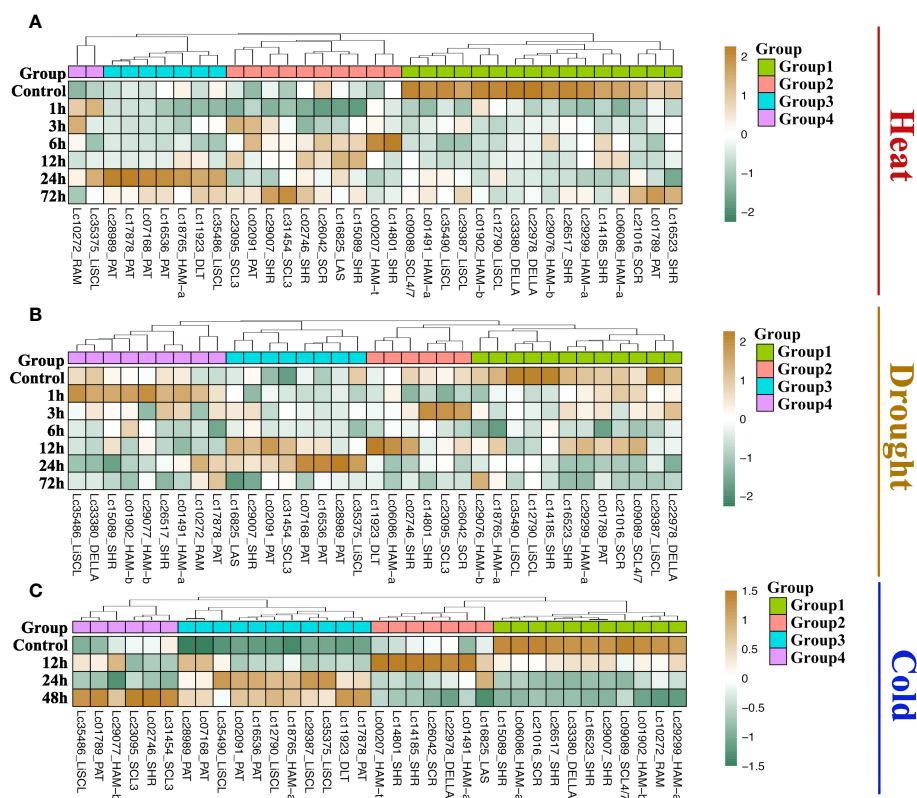 A
Group
Control
1h
3h
6h
12h
24h
72h
Lc10272_RAM
Lc35375_LiSCL
Lc28989_PAT
Lc17878_PAT
Lc07168_PAT
Lc16536_PAT
Lc18765_HAM-a
Lc11923_DLT
Lc35486_LiSCL
Lc23095_SCL3
Lc02091_PAT
Lc29007_SHR
Lc31454_SCL3
Lc02746_SHR
Lc26042_SCR
Lc16825_LAS
Lc15089_SHR
Lc00207_HAM-t
Lc14801_SHR
Lc09089_SCL4/7
Lc01491_HAM-a
Lc35490_LiSCL
Lc29387_LiSCL
Lc01902_HAM-b
Lc12790_LiSCL
Lc33380_DELLA
Lc22978_DELLA
Lc29076_HAM-b
Lc26517_SHR
Lc29299_HAM-a
Lc14185_SHR
Lc06086_HAM-a
Lc21016_SCR
Lc01789_PAT
Lc16523_SHR
2
1
0
-1
-2
Group
Group1
Group2
Group3
Group4
Heat
B
Group
Control
1h
3h
6h
12h
24h
72h
Lc35486_LiSCL
Lc33380_DELLA
Lc15089_SHR
Lc01902_HAM-b
Lc29077_HAM-b
Lc26517_SHR
Lc01491_HAM-a
Lc10272_RAM
Lc17878_PAT
Lc16825_LAS
Lc29007_SHR
Lc02091_PAT
Lc31454_SCL3
Lc07168_PAT
Lc16536_PAT
Lc28989_PAT
Lc35375_LiSCL
Lc11923_DLT
Lc06086_HAM-a
Lc02746_SHR
Lc14801_SHR
Lc23095_SCL3
Lc26042_SCR
Lc29076_HAM-b
Lc18765_HAM-a
Lc35490_LiSCL
Lc12790_LiSCL
Lc14185_SHR
Lc16523_SHR
Lc29299_HAM-a
Lc01789_PAT
Lc21016_SCR
Lc09089_SCL4/7
Lc29387_LiSCL
Lc22978_DELLA
2
1
0
-1
-2
Group
Group1
Group2
Group3
Group4
Drought
C
Group
Control
12h
24h
48h
Lc35486_LiSCL
Lc01789_PAT
Lc29077_HAM-b
Lc23095_SCL3
Lc02746_SHR
Lc31454_SCL3
Lc28989_PAT
Lc07168_PAT
Lc35490_LiSCL
Lc02091_PAT
Lc16536_PAT
Lc12790_LiSCL
Lc18765_HAM-a
Lc29387_LiSCL
Lc35375_LiSCL
Lc11923_DLT
Lc17878_PAT
Lc00207_HAM-t
Lc14801_SHR
Lc14185_SHR
Lc26042_SCR
Lc22978_DELLA
Lc01491_HAM-a
Lc16825_LAS
Lc15089_SHR
Lc06086_HAM-a
Lc21016_SCR
Lc26517_SHR
Lc33380_DELLA
Lc16523_SHR
Lc29007_SHR
Lc09089_SCL4/7
Lc01902_HAM-b
Lc10272_RAM
Lc29299_HAM-a
1.5
1
0.5
0
-0.5
-1
-1.5
Group
Group1
Group2
Group3
Group4
Cold